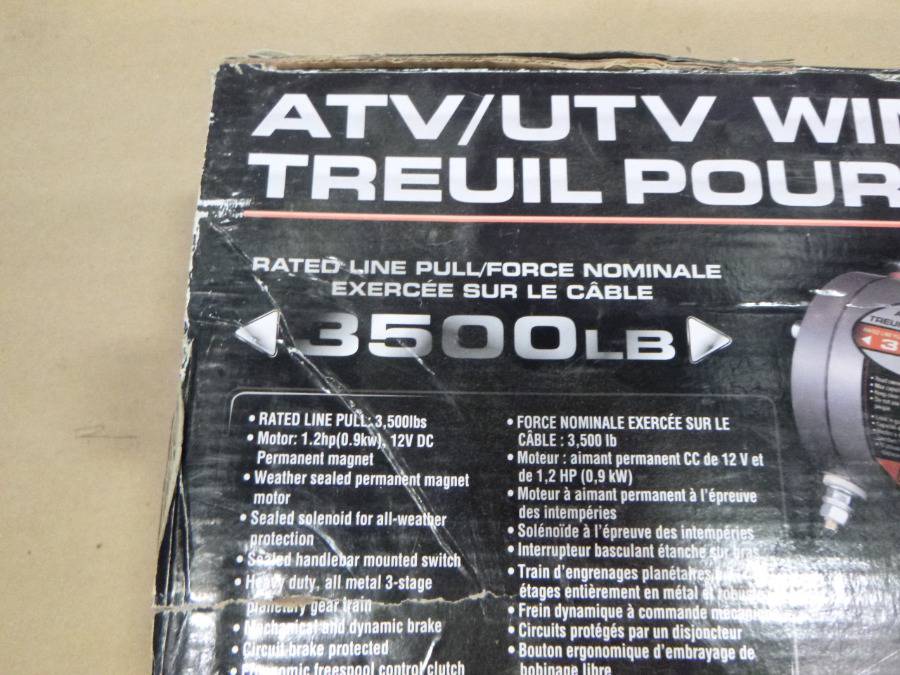 ATV/UTV
TREUIL POUR
RATED LINE PULL/FORCE NOMINALE
EXERCÉE SUR LE CÂBLE
3500LB
• RATED LINE PULL: 3,500lbs
• Motor: 1.2hp(0.9kw), 12V DC
Permanent magnet
• Weather sealed permanent magnet
motor
• Sealed solenoid for all-weather
protection
• Sealed handlebar mounted switch
• Heavy duty, all metal 3-stage
planetary gear train
• Mechanical and dynamic brake
• Circuit brake protected
• Ergonomic freespool control clutch
• FORCE NOMINALE EXERCÉE SUR LE
CÂBLE : 3,500 lb
• Moteur : aimant permanent CC de 12 V et
de 1,2 HP (0,9 kW)
• Moteur à aimant permanent à l'épreuve
des intempéries
• Solénoïde à l'épreuve des intempéries
• Interrupteur basculant étanche sur
• Train d'engrenages planétaires
étages entièrement en métal et robuste
• Frein dynamique à commande mécanique
• Circuits protégés par un disjoncteur
• Bouton ergonomique d'embrayage de
bobinage libre